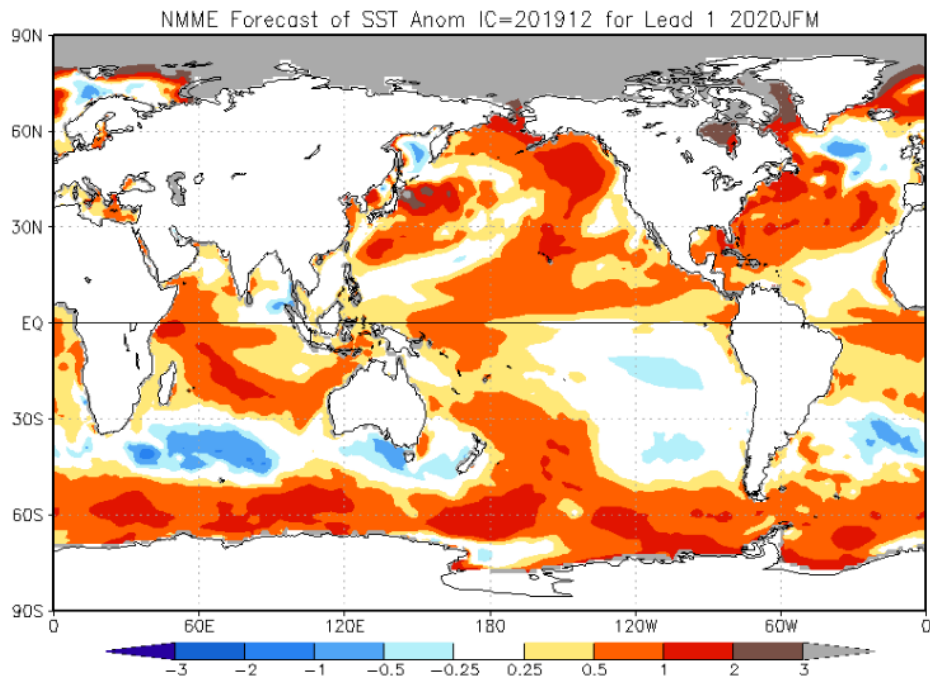 NMME Forecast of SST Anom IC=201912 for Lead 1 2020JFM
90N
60N
30N
EQ
30S
60S
90S
0 60E 120E 180 120W 60W 0
-3 -2 -1 -0.5 -0.25 0.25 0.5 1 2 3